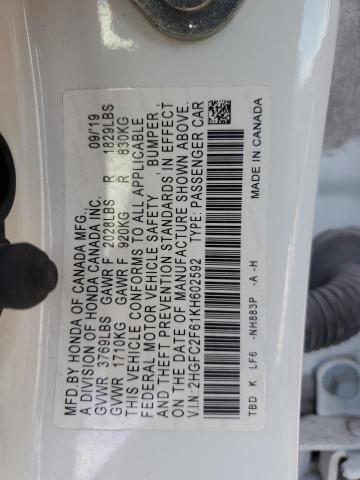 MFD.BY HONDA OF CANADA MFG. 09/'19
A DIVISION OF HONDA CANADA INC.
GVWR 3769LBS GAWR F 2028LBS R 1829LBS
GVWR 1710KG GAWR F 920KG R 830KG
THIS VEHICLE CONFORMS TO ALL APPLICABLE
FEDERAL MOTOR VEHICLE SAFETY BUMPER,
AND THEFT PREVENTION STANDARDS IN EFFECT
ON THE DATE OF MANUFACTURE SHOWN ABOVE.
V.I.N.:2HGFC2F61KH602592 TYPE: PASSENGER CAR
TBD K LF6 -NH883P -A -H MADE IN CANADA